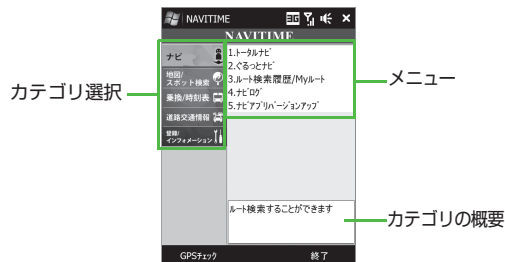 NAVITIME
3G
NAVITIME
ナビ
地図/
スポット検索
乗換/時刻表
道路交通情報
登録/
インフォメーション
1.ﾄｰﾀﾙﾅﾋﾞ
2.ぐるっとﾅﾋﾞ
3.ﾙｰﾄ検索履歴/Myﾙｰﾄ
4.ﾅﾋﾞﾛｸﾞ
5.ﾅﾋﾞｱﾌﾟﾘﾊﾞｰｼﾞｮﾝｱｯﾌﾟ
ﾙｰﾄ検索することができます
GPSﾁｪｯｸ
終了
カテゴリ選択
メニュー
カテゴリの概要